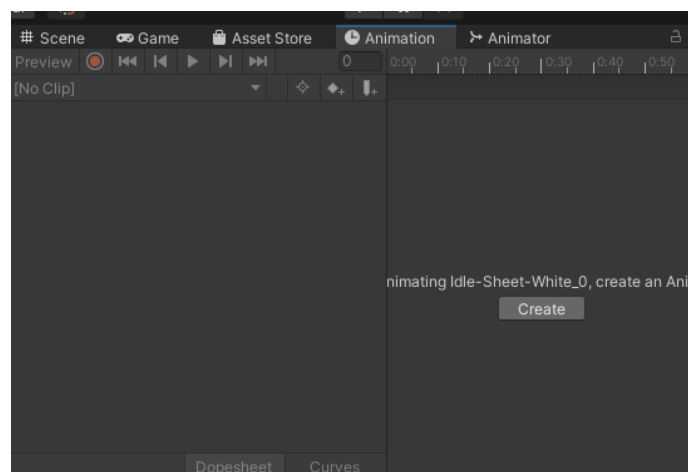 Scene Game Asset Store Animation Animator
Preview 0 0:00 0:10 0:20 0:30 0:40 0:50
[No Clip]
nimating Idle-Sheet-White_0, create an Ani
Create
Dopesheet Curves